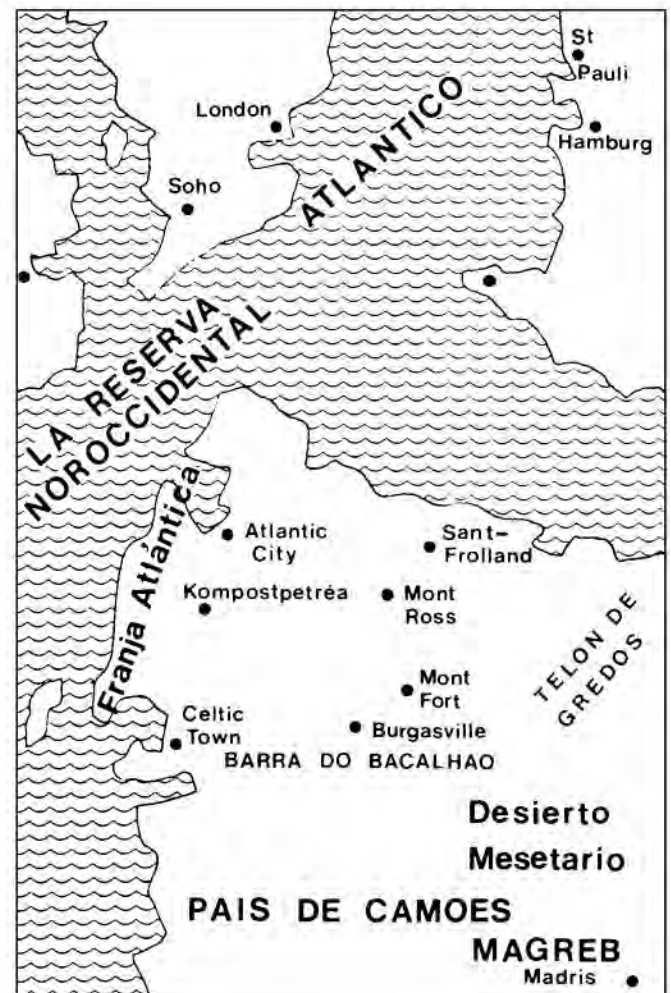 St
Pauli
London
Hamburg
ATLANTICO
Soho
LA RESERVA
NOROCCIDENTAL
Franja Atlántica
Atlantic
City
Sant-
Frolland
Kompostpetréa
Mont
Ross
TELON DE
GREDOS
Mont
Fort
Celtic
Town
Burgasville
BARRA DO BACALHAO
Desierto
Mesetario
PAIS DE CAMOES
MAGREB
Madris